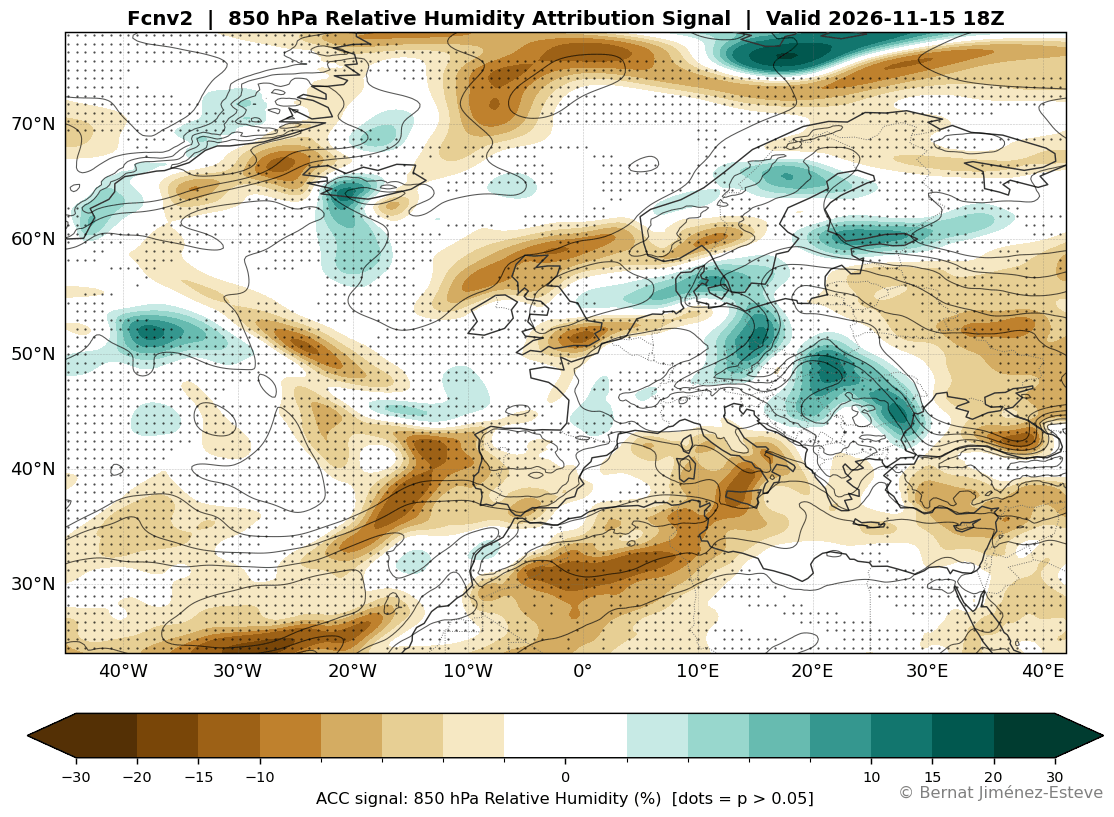 Fcnv2 | 850 hPa Relative Humidity Attribution Signal | Valid 2026-11-15 18Z
70°N
60°N
50°N
40°N
30°N
40°W 30°W 20°W 10°W 0° 10°E 20°E 30°E 40°E
−30 −20 −15 −10 0 10 15 20 30
ACC signal: 850 hPa Relative Humidity (%) [dots = p > 0.05]
© Bernat Jiménez-Esteve